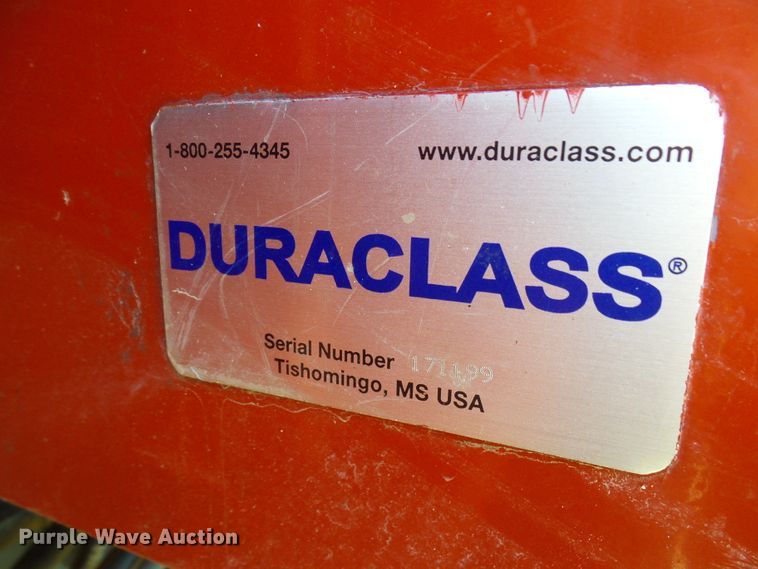 1-800-255-4345 www.duraclass.com
DURACLASS®
Serial Number
Tishomingo, MS USA
Purple Wave Auction